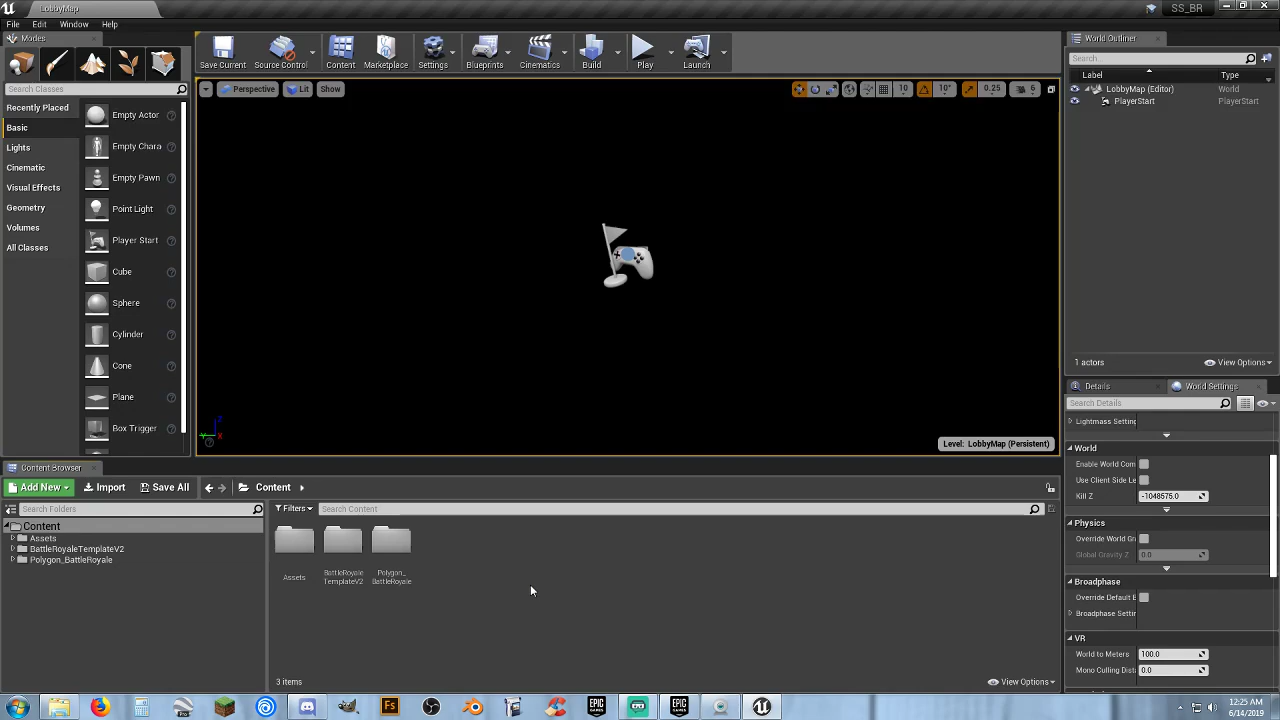 LobbyMap
SS_BR
File Edit Window Help
Modes
Save Current Source Control Content Marketplace Settings Blueprints Cinematics Build Play Launch
Search Classes
Recently Placed
Basic
Lights
Cinematic
Visual Effects
Geometry
Volumes
All Classes
Empty Actor
Empty Chara
Empty Pawn
Point Light
Player Start
Cube
Sphere
Cylinder
Cone
Plane
Box Trigger
Perspective Lit Show
10 10° 0.25 6
Level: LobbyMap (Persistent)
World Outliner
Search...
Label Type
LobbyMap (Editor) World
PlayerStart PlayerStart
1 actors
View Options
Details World Settings
Search Details
Lightmass Setting
World
Enable World Com
Use Client Side Le
Kill Z -1048575.0
Physics
Override World Gr
Global Gravity Z 0.0
Broadphase
Override Default B
Broadphase Settin
VR
World to Meters 100.0
Mono Culling Dist 0.0
Content Browser
Add New Import Save All Content
Search Folders
Filters Search Content
Content
Assets
BattleRoyaleTemplateV2
Polygon_BattleRoyale
Assets
BattleRoyale
TemplateV2
Polygon_
BattleRoyale
3 items
View Options
12:25 AM
6/14/2019